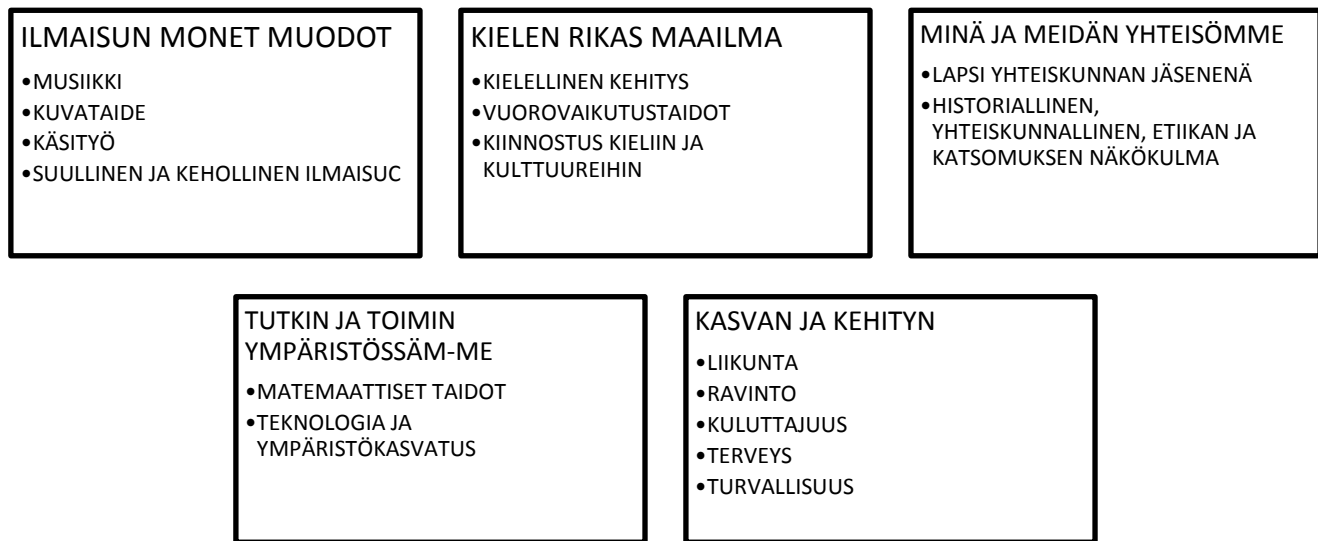 ILMAISUN MONET MUODOT
•MUSIIKKI
•KUVATAIDE
•KÄSITYÖ
•SUULLINEN JA KEHOLLINEN ILMAISUC
KIELEN RIKAS MAAILMA
•KIELELLINEN KEHITYS
•VUOROVAIKUTUSTAIDOT
•KIINNOSTUS KIELIIN JA
KULTTUUREIHIN
MINÄ JA MEIDÄN YHTEISÖMME
•LAPSI YHTEISKUNNAN JÄSENENÄ
•HISTORIALLINEN,
YHTEISKUNNALLINEN, ETIIKAN JA
KATSOMUKSEN NÄKÖKULMA
TUTKIN JA TOIMIN
YMPÄRISTÖSSÄM-ME
•MATEMAATTISET TAIDOT
•TEKNOLOGIA JA
YMPÄRISTÖKASVATUS
KASVAN JA KEHITYN
•LIIKUNTA
•RAVINTO
•KULUTTAJUUS
•TERVEYS
•TURVALLISUUS